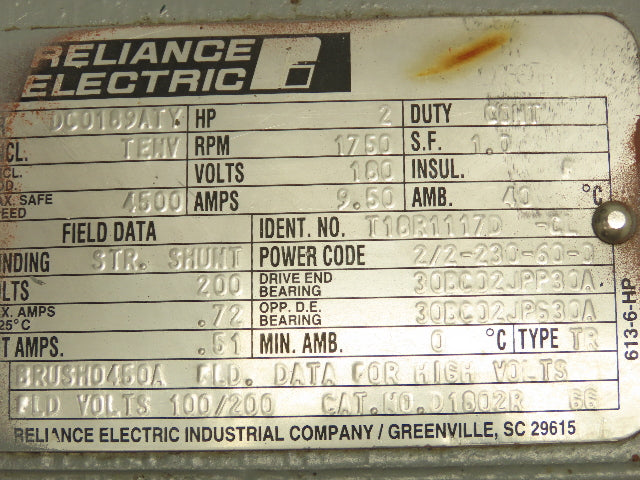 RELIANCE
ELECTRIC
DC0189ATY HP 2 DUTY CONT
CL. TENV RPM 1750 S.F. 1.0
VOLTS 180 INSUL. F
X. SAFE
EED 4500 AMPS 9.50 AMB. 40 °C
FIELD DATA IDENT. NO. T18R1117
NDING STR. SHUNT POWER CODE 2/2-230-60-0
LTS 200 DRIVE END
BEARING 30BC02JPP30A
X. AMPS
25°C .72 OPP. D.E.
BEARING 30BC02JPS30A
T AMPS. .51 MIN. AMB. 0 °C TYPE TR
BRUSHD450A FLD. DATA FOR HIGH VOLTS
FLD VOLTS 100/200 CAT.NO.D1802R
RELIANCE ELECTRIC INDUSTRIAL COMPANY / GREENVILLE, SC 29615
613-6-HP